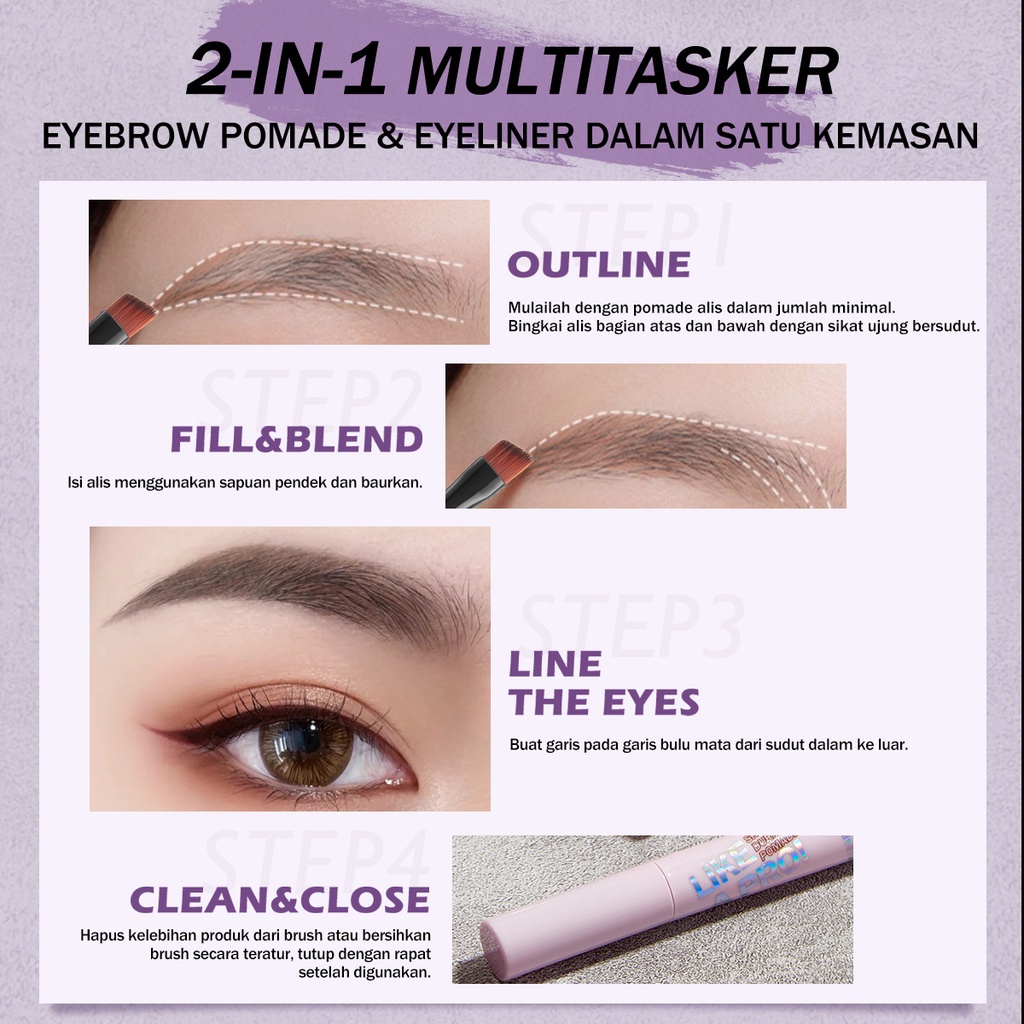 2-IN-1 MULTITASKER
EYEBROW POMADE & EYELINER DALAM SATU KEMASAN
STEP1
OUTLINE
Mulailah dengan pomade alis dalam jumlah minimal.
Bingkai alis bagian atas dan bawah dengan sikat ujung bersudut.
STEP2
FILL&BLEND
Isi alis menggunakan sapuan pendek dan baurkan.
STEP3
LINE
THE EYES
Buat garis pada garis bulu mata dari sudut dalam ke luar.
STEP4
CLEAN&CLOSE
Hapus kelebihan produk dari brush atau bersihkan
brush secara teratur, tutup dengan rapat
setelah digunakan.
LIKE
PRO!
POMADE